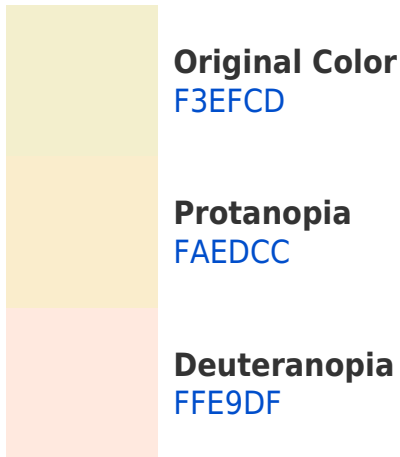 Original Color
F3EFCD
Protanopia
FAEDCC
Deuteranopia
FFE9DF